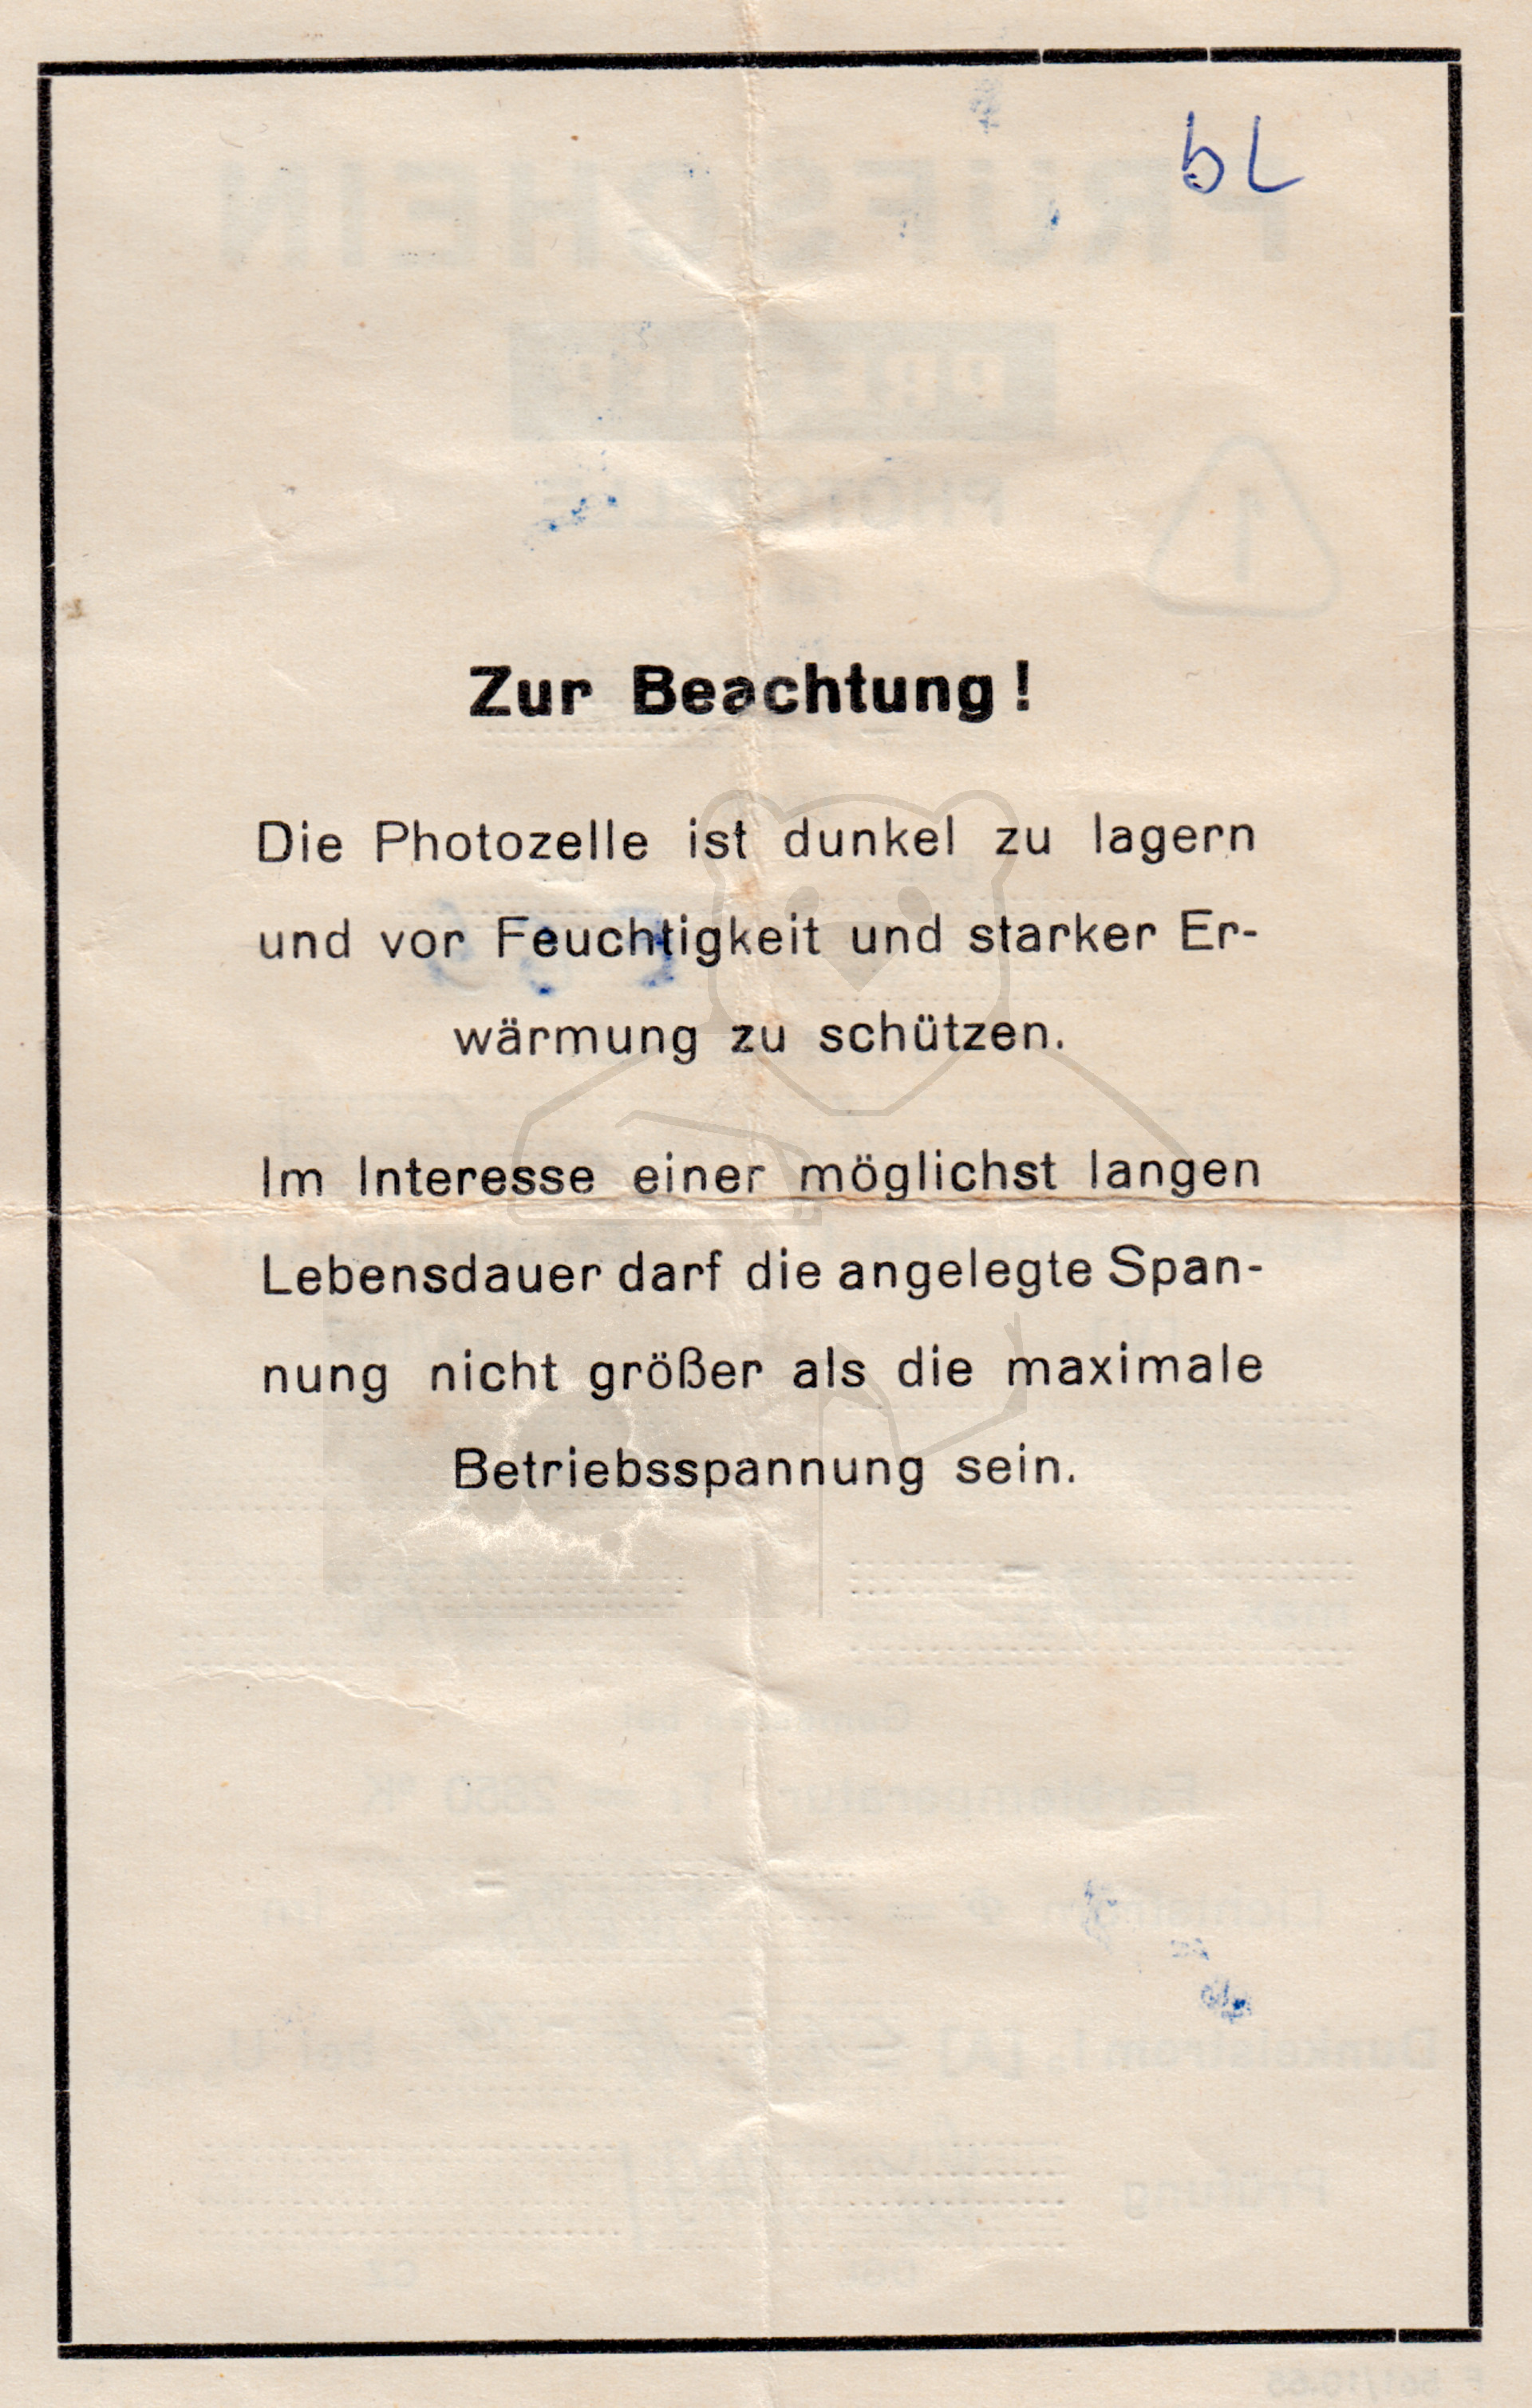 bL
Zur Beachtung!
Die Photozelle ist dunkel zu lagern
und vor Feuchtigkeit und starker Er-
wärmung zu schützen.
Im Interesse einer möglichst langen
Lebensdauer darf die angelegte Span-
nung nicht größer als die maximale
Betriebsspannung sein.